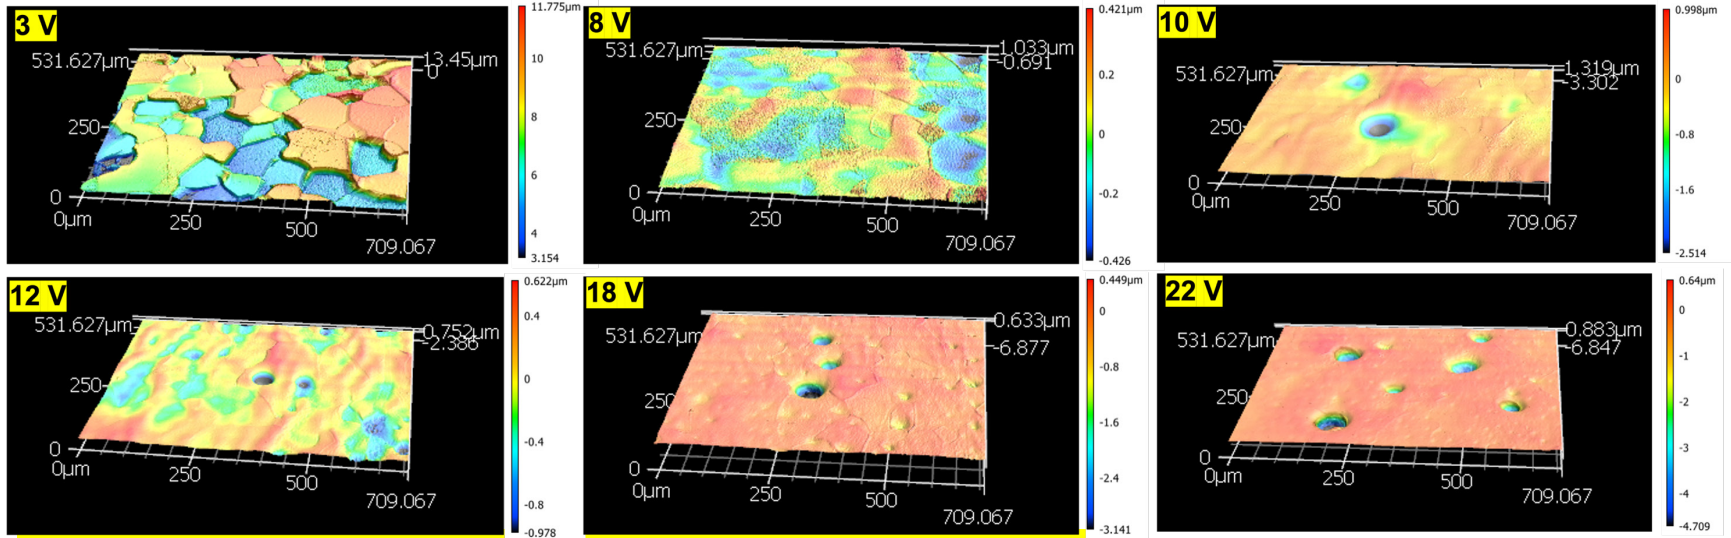 3 V
531.627µm
250
0
0µm
250
500
709.067
13.45µm
0
11.775µm
10
8
6
4
3.154
8 V
531.627µm
250
0
0µm
250
500
709.067
1.033µm
-0.691
0.421µm
0.2
0
-0.2
-0.426
10 V
531.627µm
250
0
0µm
250
500
709.067
1.319µm
-3.302
0.998µm
0
-0.8
-1.6
-2.514
12 V
531.627µm
250
0
0µm
250
500
709.067
0.752µm
-2.386
0.622µm
0.4
0
-0.4
-0.8
-0.978
18 V
531.627µm
250
0
0µm
250
500
709.067
0.633µm
-6.877
0.449µm
0
-0.8
-1.6
-2.4
-3.141
22 V
531.627µm
250
0
0µm
250
500
709.067
0.883µm
-6.847
0.64µm
0
-1
-2
-3
-4
-4.709